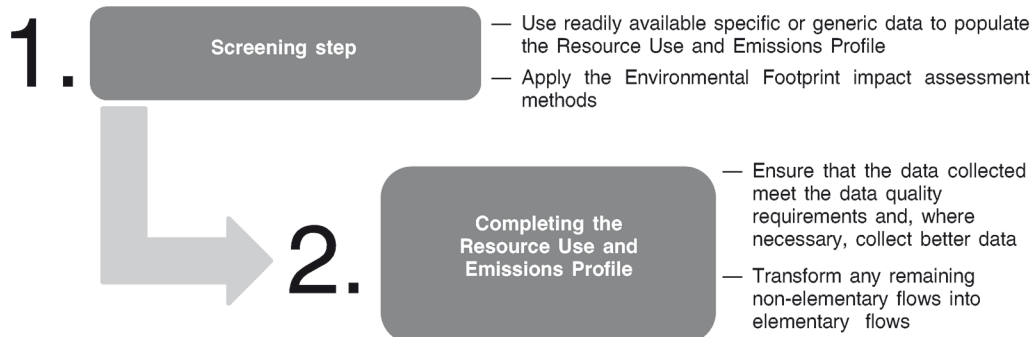 1.
Screening step
— Use readily available specific or generic data to populate
the Resource Use and Emissions Profile
— Apply the Environmental Footprint impact assessment
methods
2.
Completing the
Resource Use and
Emissions Profile
— Ensure that the data collected
meet the data quality
requirements and, where
necessary, collect better data
— Transform any remaining
non-elementary flows into
elementary flows